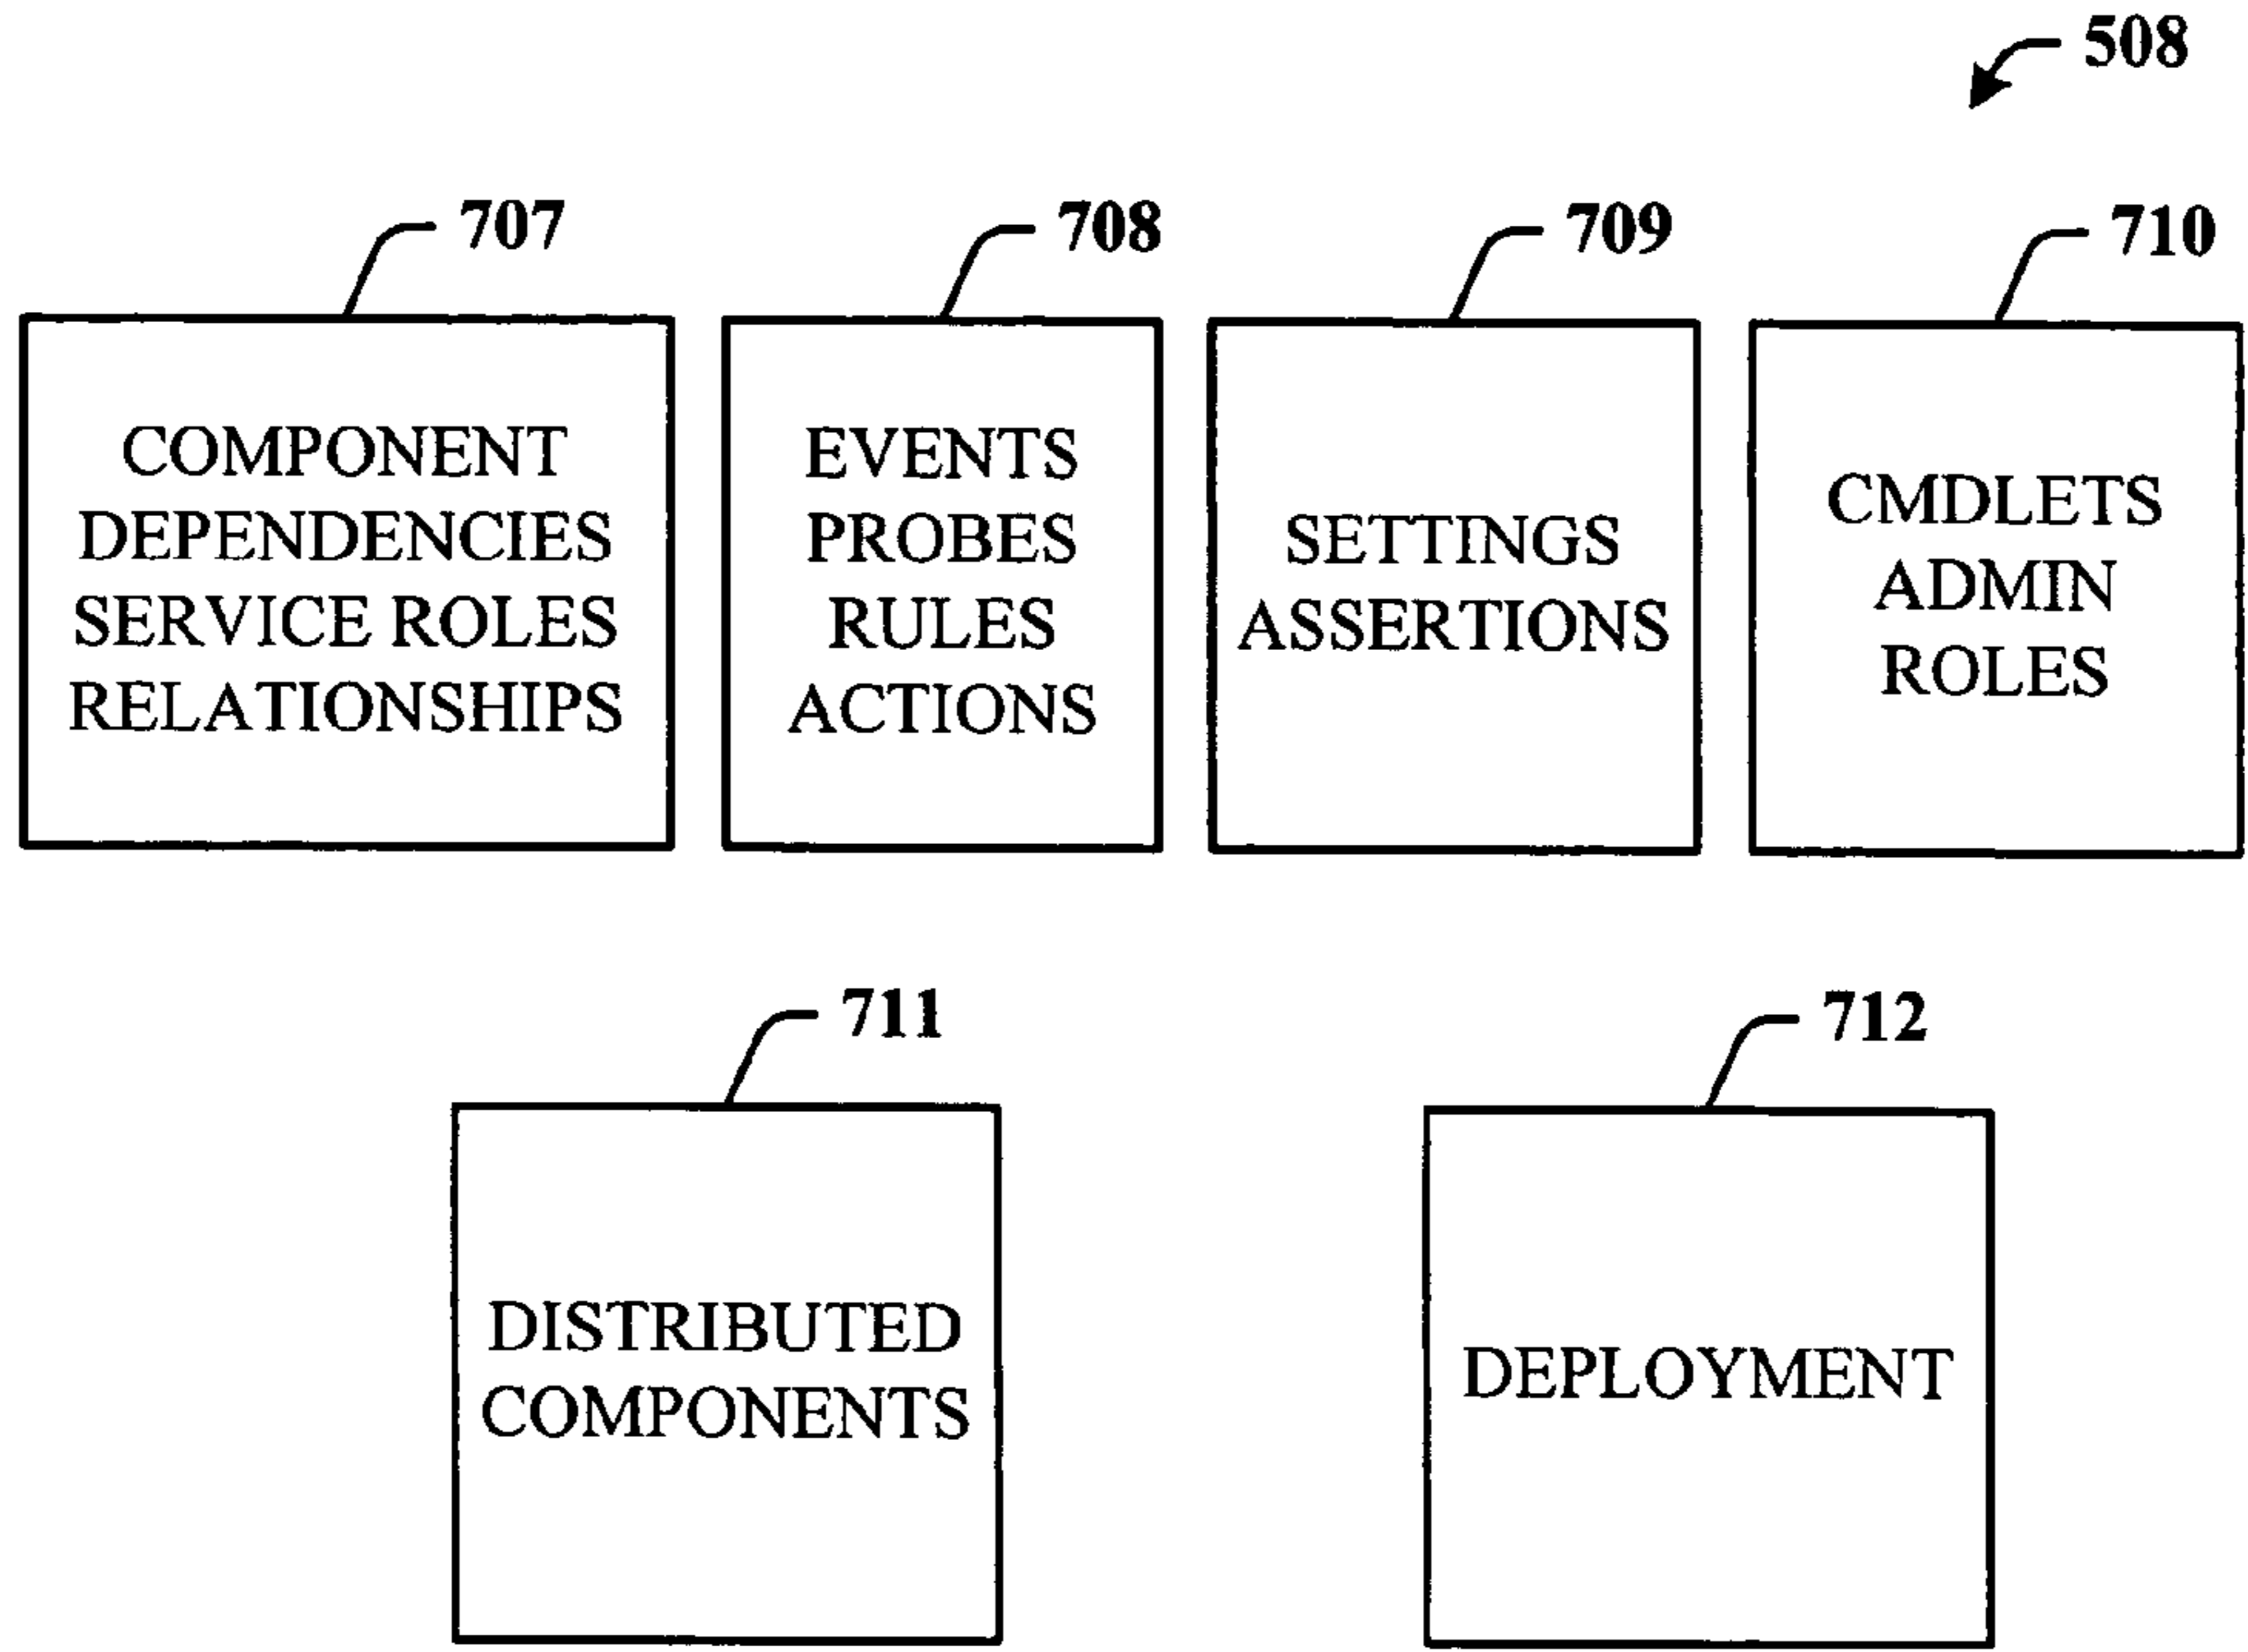 508
707
708
709
710
COMPONENT
DEPENDENCIES
SERVICE ROLES
RELATIONSHIPS
EVENTS
PROBES
RULES
ACTIONS
SETTINGS
ASSERTIONS
CMDLETS
ADMIN
ROLES
711
712
DISTRIBUTED
COMPONENTS
DEPLOYMENT